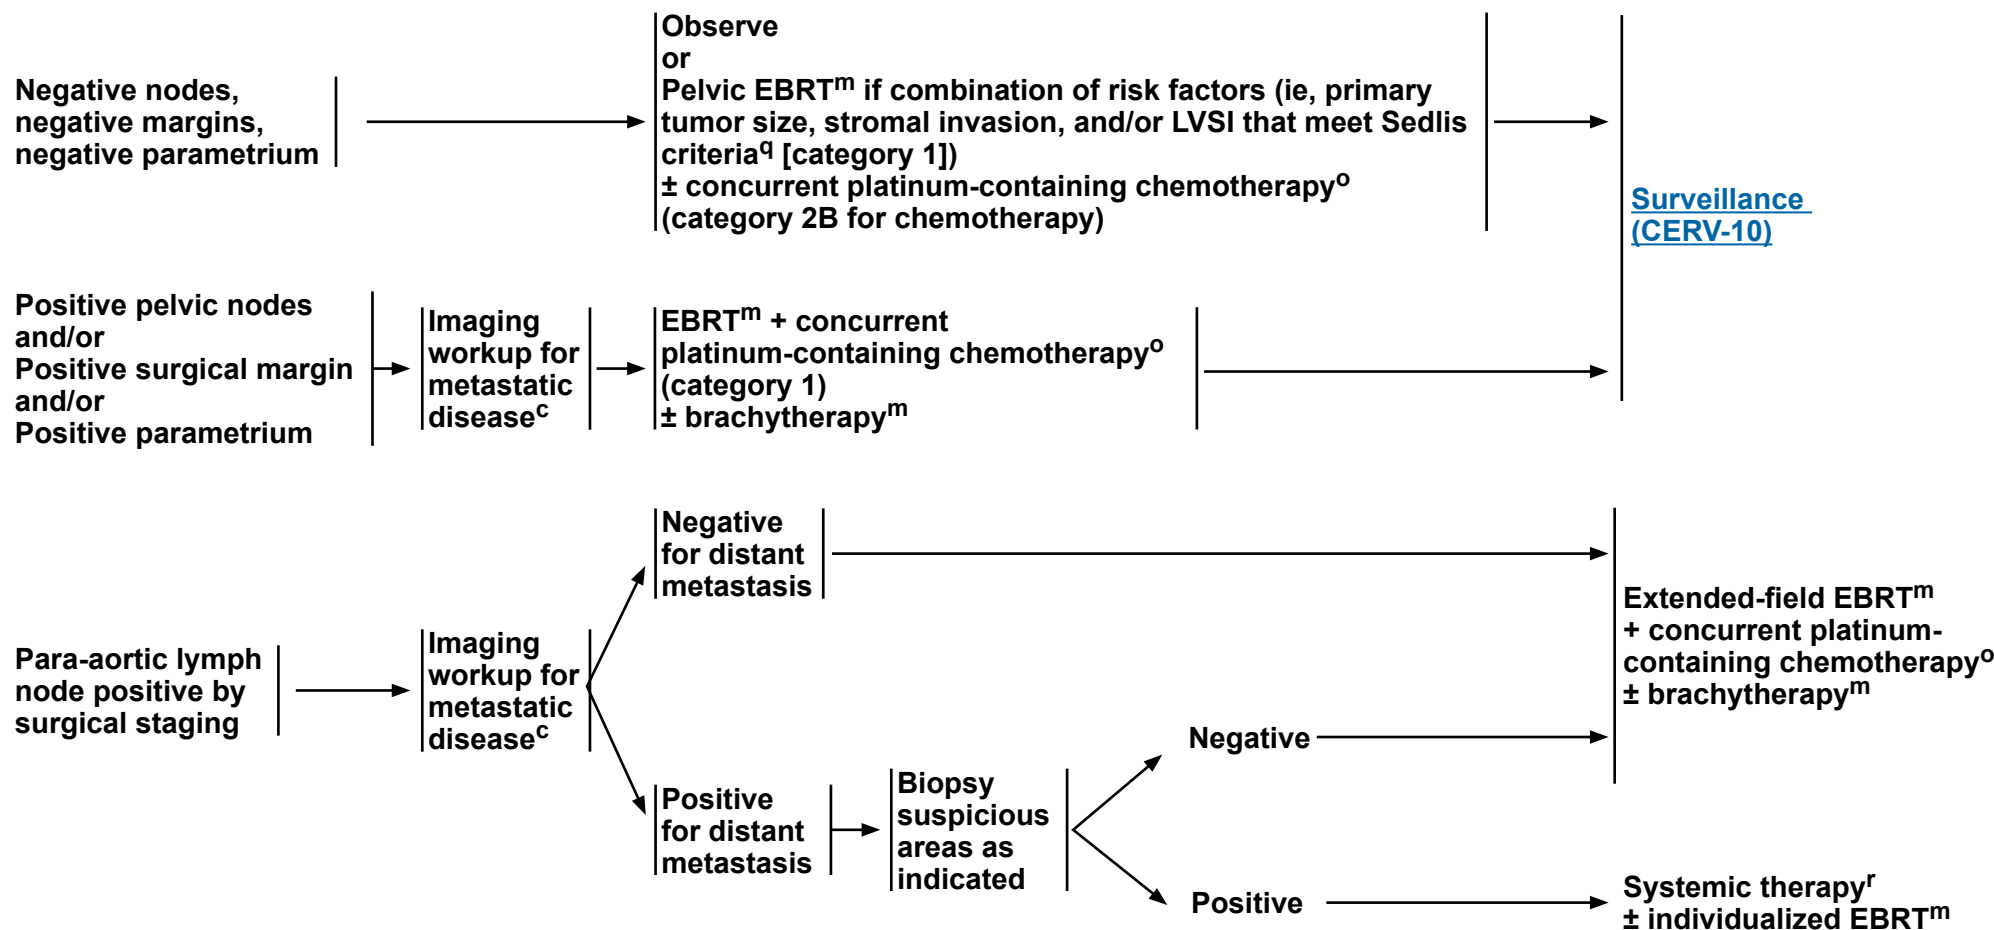 Negative nodes,
negative margins,
negative parametrium
Observe
or
Pelvic EBRTᵐ if combination of risk factors (ie, primary
tumor size, stromal invasion, and/or LVSI that meet Sedlis
criteria^q [category 1])
± concurrent platinum-containing chemotherapyᵒ
(category 2B for chemotherapy)
Surveillance
(CERV-10)
Positive pelvic nodes
and/or
Positive surgical margin
and/or
Positive parametrium
Imaging
workup for
metastatic
diseaseᶜ
EBRTᵐ + concurrent
platinum-containing chemotherapyᵒ
(category 1)
± brachytherapyᵐ
Para-aortic lymph
node positive by
surgical staging
Imaging
workup for
metastatic
diseaseᶜ
Negative
for distant
metastasis
Positive
for distant
metastasis
Biopsy
suspicious
areas as
indicated
Negative
Positive
Extended-field EBRTᵐ
+ concurrent platinum-
containing chemotherapyᵒ
± brachytherapyᵐ
Systemic therapyʳ
± individualized EBRTᵐ